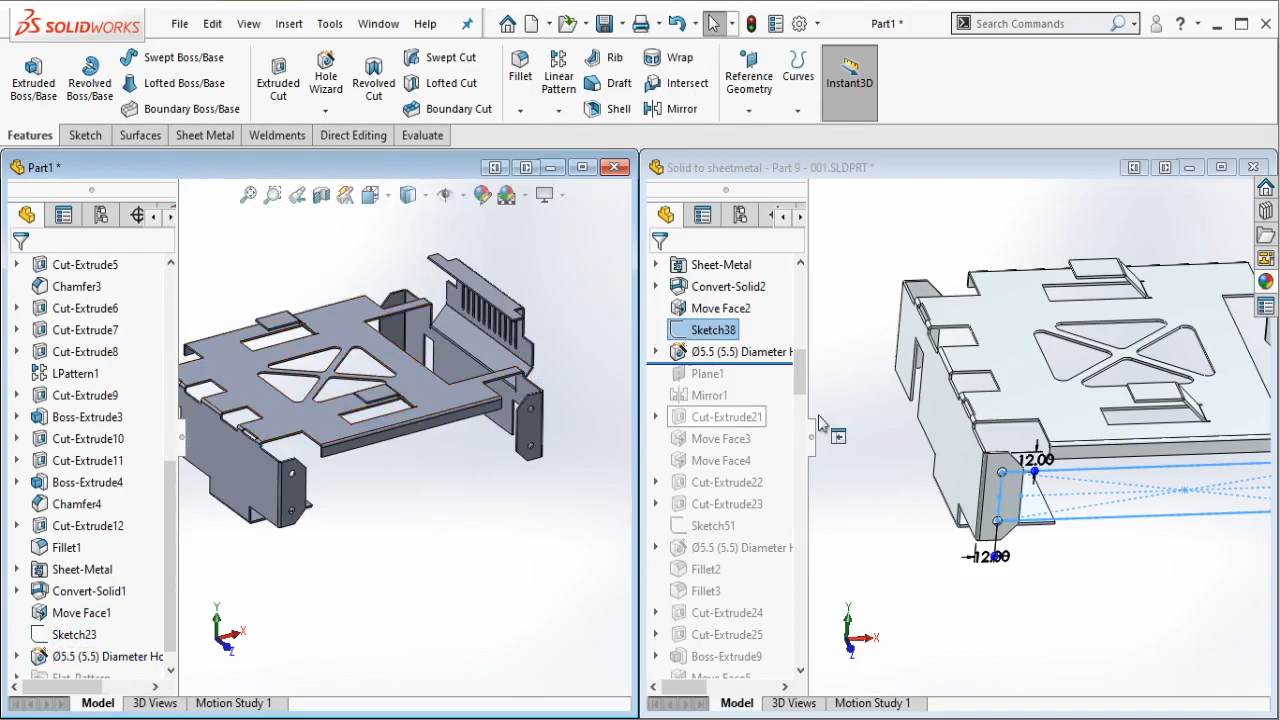 SOLIDWORKS
File Edit View Insert Tools Window Help
Part1 *
Search Commands
?
Extruded Boss/Base
Revolved Boss/Base
Swept Boss/Base
Lofted Boss/Base
Boundary Boss/Base
Extruded Cut
Hole Wizard
Revolved Cut
Swept Cut
Lofted Cut
Boundary Cut
Fillet
Linear Pattern
Rib
Draft
Shell
Wrap
Intersect
Mirror
Reference Geometry
Curves
Instant3D
Features Sketch Surfaces Sheet Metal Weldments Direct Editing Evaluate
Part1 *
Cut-Extrude5
Chamfer3
Cut-Extrude6
Cut-Extrude7
Cut-Extrude8
LPattern1
Cut-Extrude9
Boss-Extrude3
Cut-Extrude10
Cut-Extrude11
Boss-Extrude4
Chamfer4
Cut-Extrude12
Fillet1
Sheet-Metal
Convert-Solid1
Move Face1
Sketch23
Ø5.5 (5.5) Diameter Ho
Flat-Pattern
Y
X
Z
Model 3D Views Motion Study 1
Solid to sheetmetal - Part 9 - 001.SLDPRT *
Sheet-Metal
Convert-Solid2
Move Face2
Sketch38
Ø5.5 (5.5) Diameter H
Plane1
Mirror1
Cut-Extrude21
Move Face3
Move Face4
Cut-Extrude22
Cut-Extrude23
Sketch51
Ø5.5 (5.5) Diameter H
Fillet2
Fillet3
Cut-Extrude24
Cut-Extrude25
Boss-Extrude9
Move Face5
12.00
12.00
Y
X
Z
Model 3D Views Motion Study 1